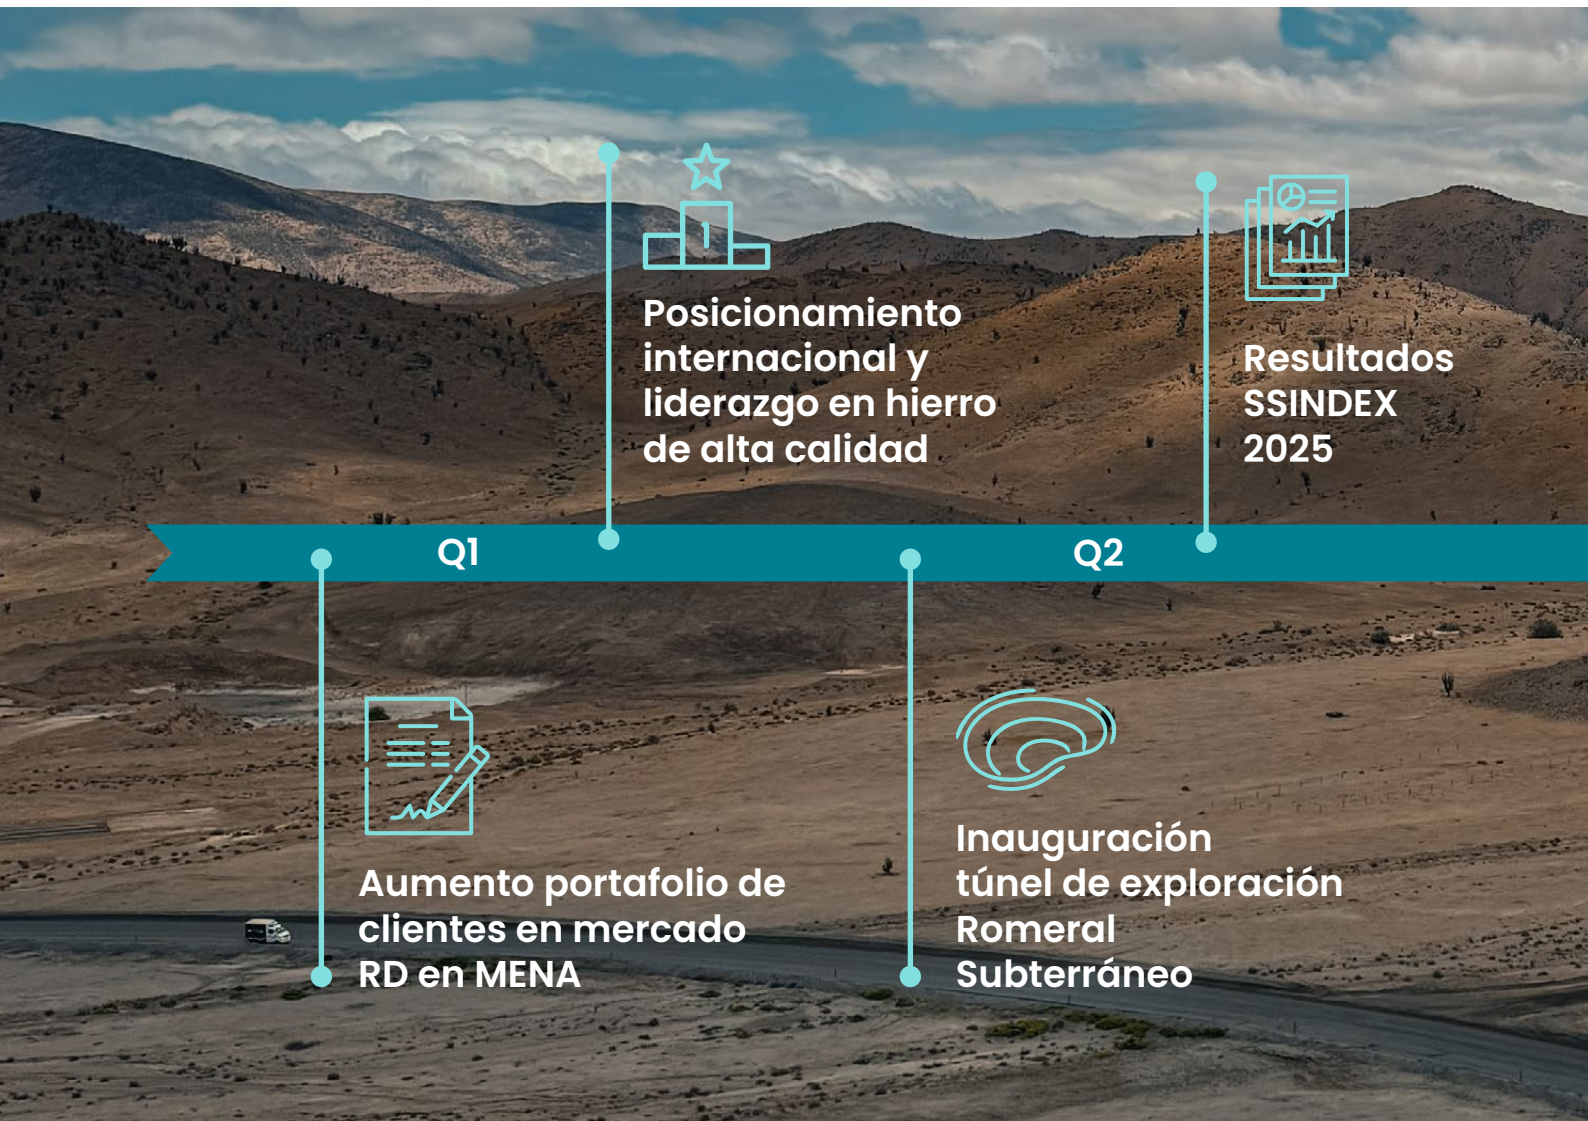 Posicionamiento
internacional y
liderazgo en hierro
de alta calidad
1
Resultados
SSINDEX
2025
Q1
Q2
Aumento portafolio de
clientes en mercado
RD en MENA
Inauguración
túnel de exploración
Romeral
Subterráneo